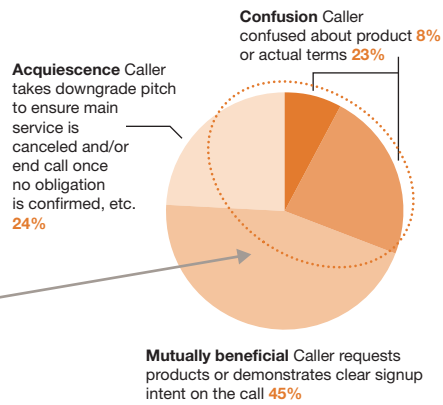 Confusion Caller
confused about product 8%
or actual terms 23%
Acquiescence Caller
takes downgrade pitch
to ensure main
service is
canceled and/or
end call once
no obligation
is confirmed, etc.
24%
Mutually beneficial Caller requests
products or demonstrates clear signup
intent on the call 45%